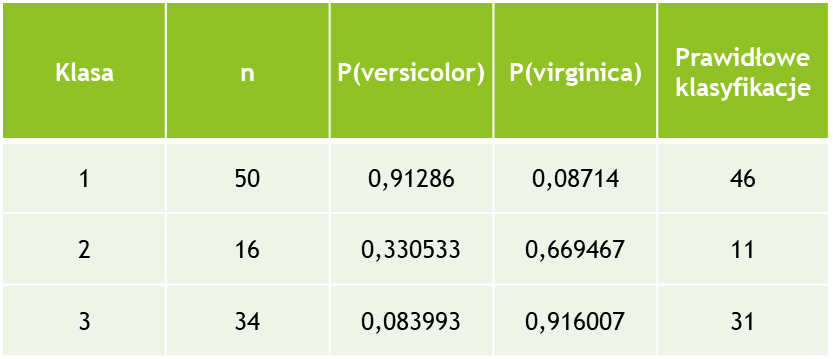 Klasa n P(versicolor) P(virginica) Prawidłowe klasyfikacje
1 50 0,91286 0,08714 46
2 16 0,330533 0,669467 11
3 34 0,083993 0,916007 31